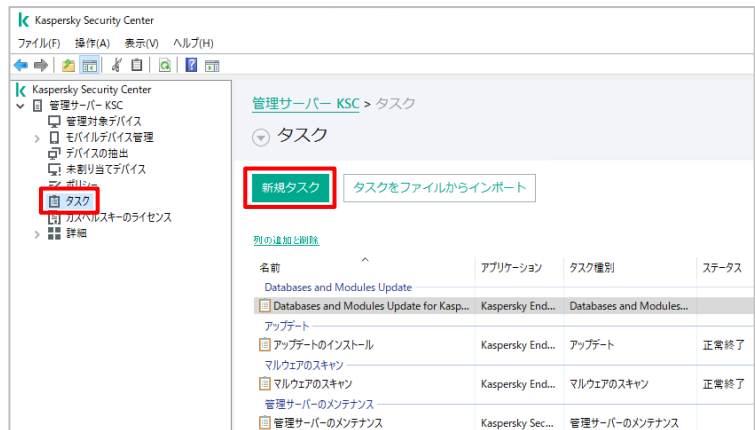 Kaspersky Security Center
ファイル(F) 操作(A) 表示(V) ヘルプ(H)
Kaspersky Security Center
管理サーバー KSC
管理対象デバイス
モバイルデバイス管理
デバイスの抽出
未割り当てデバイス
ポリシー
タスク
カスペルスキーのライセンス
詳細
管理サーバー KSC > タスク
タスク
新規タスク タスクをファイルからインポート
列の追加と削除
名前 アプリケーション タスク種別 ステータス
Databases and Modules Update
Databases and Modules Update for Kasp... Kaspersky End... Databases and Modules...
アップデート
アップデートのインストール Kaspersky End... アップデート 正常終了
マルウェアのスキャン
マルウェアのスキャン Kaspersky End... マルウェアのスキャン 正常終了
管理サーバーのメンテナンス
管理サーバーのメンテナンス Kaspersky Sec... 管理サーバーのメンテナンス